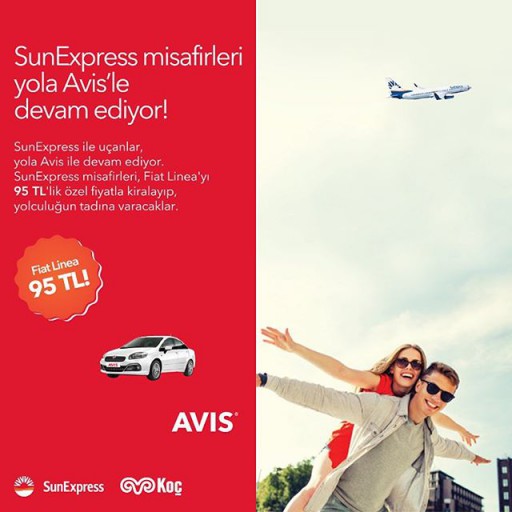 SunExpress misafirleri
yola Avis'le
devam ediyor!
SunExpress ile uçanlar,
yola Avis ile devam ediyor.
SunExpress misafirleri, Fiat Linea'yı
95 TL'lik özel fiyatla kiralayıp,
yolculuğun tadına varacaklar.
Fiat Linea
95 TL!
AVIS
AVIS®
SunExpress
Koç